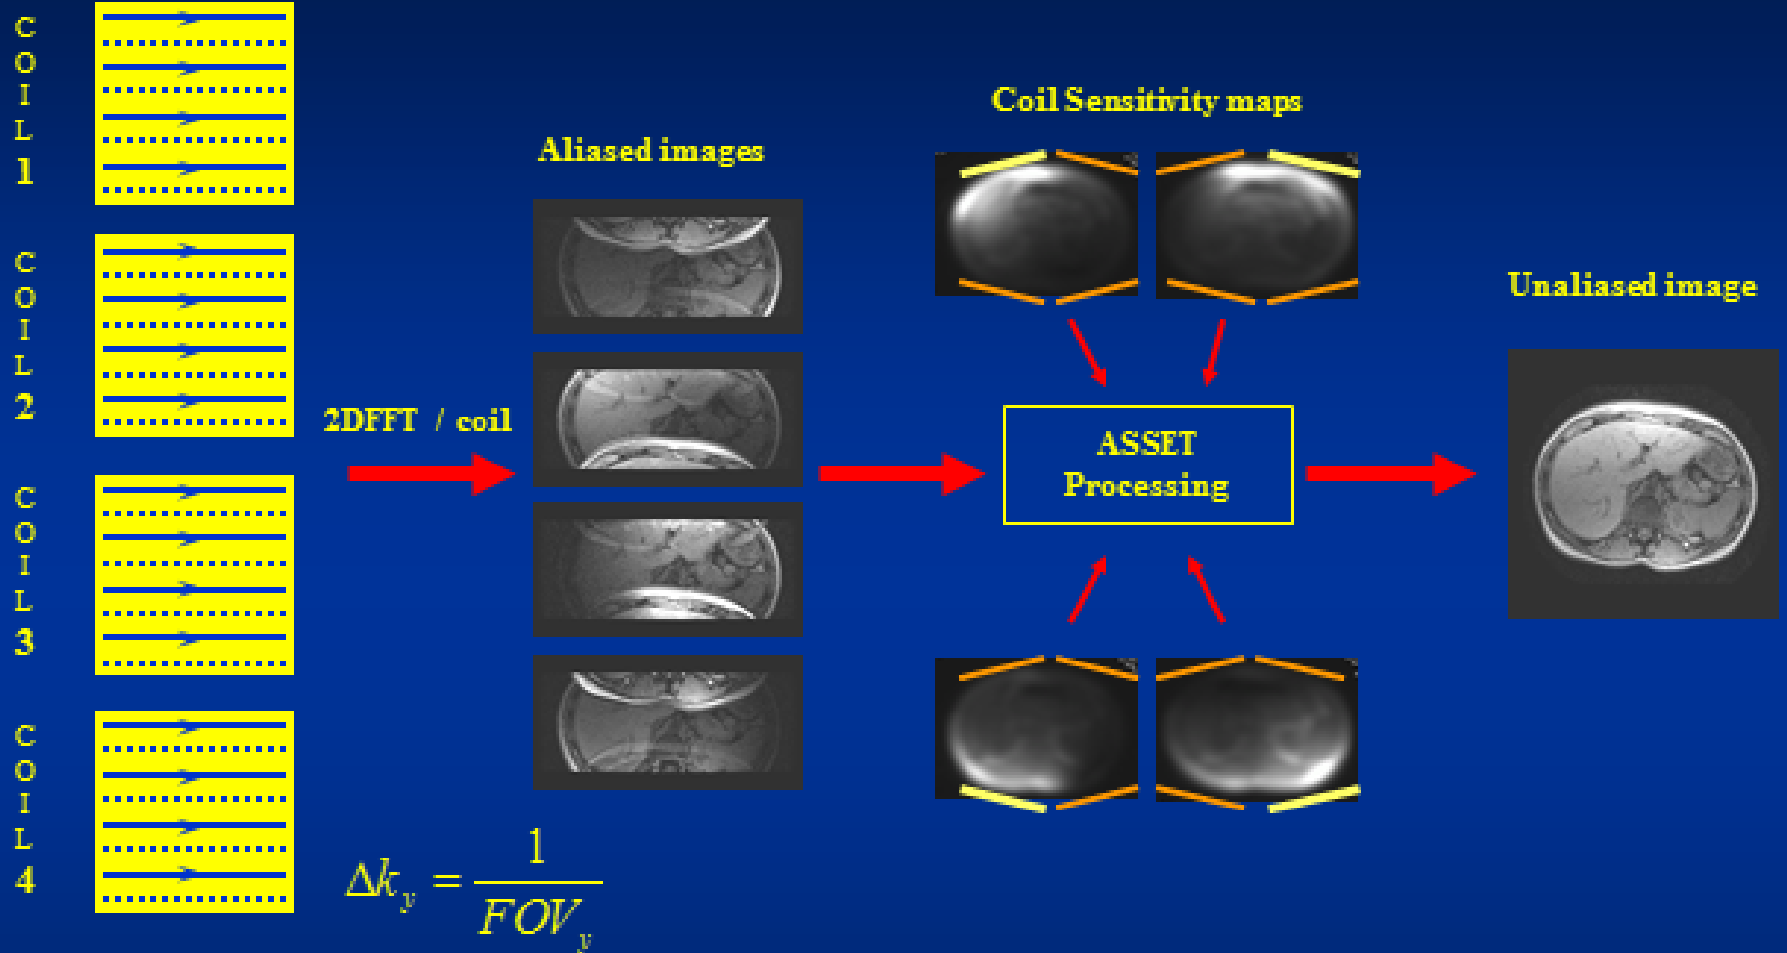 COIL 1
COIL 2
COIL 3
COIL 4
2DFFT / coil
Δk_y = 1 / FOV_y
Aliased images
Coil Sensitivity maps
ASSET
Processing
Unaliased image